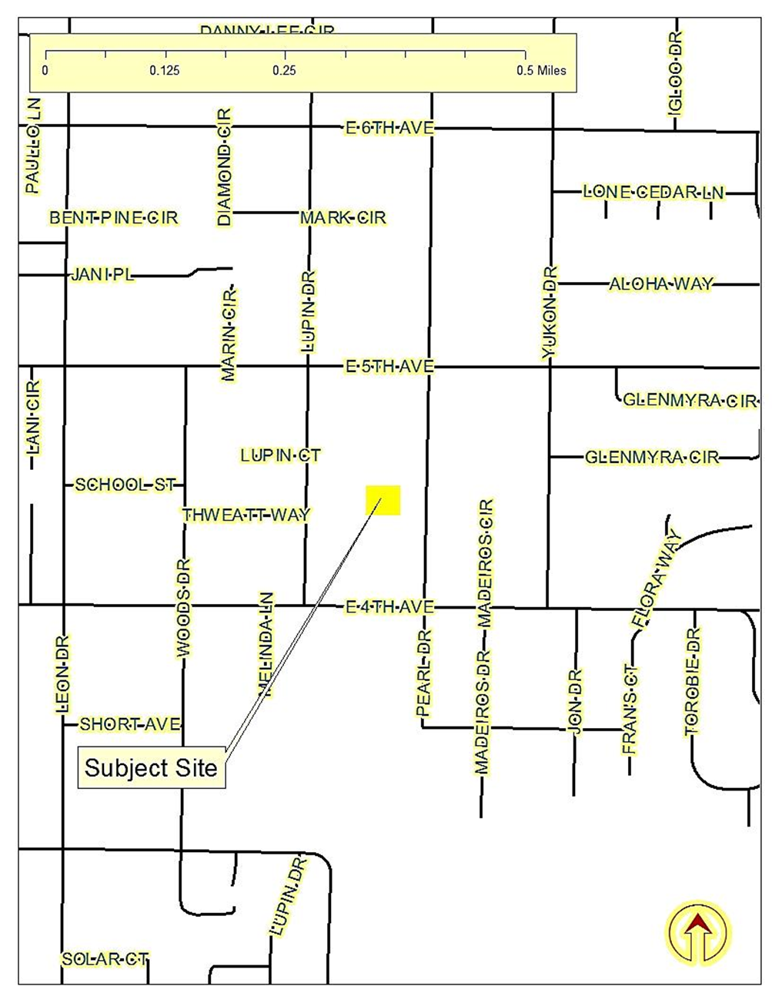 DANNY LEE CIR
0 0.125 0.25 0.5 Miles
IGLOO DR
PAULLO LN
DIAMOND CIR
E 6TH AVE
LONE CEDAR LN
BENT PINE CIR
MARK CIR
JANI PL
MARIN CIR
LUPIN DR
YUKON DR
ALOHA WAY
E 5TH AVE
LANI CIR
GLENMYRA CIR
LUPIN CT
GLENMYRA CIR
SCHOOL ST
THWEATT WAY
MADEIROS CIR
FLORA WAY
WOODS DR
MELINDA LN
E 4TH AVE
LEON DR
PEARL DR
MADEIROS DR
JON DR
FRAN'S CT
TOROBIE DR
SHORT AVE
Subject Site
LUPIN DR
SOLAR CT